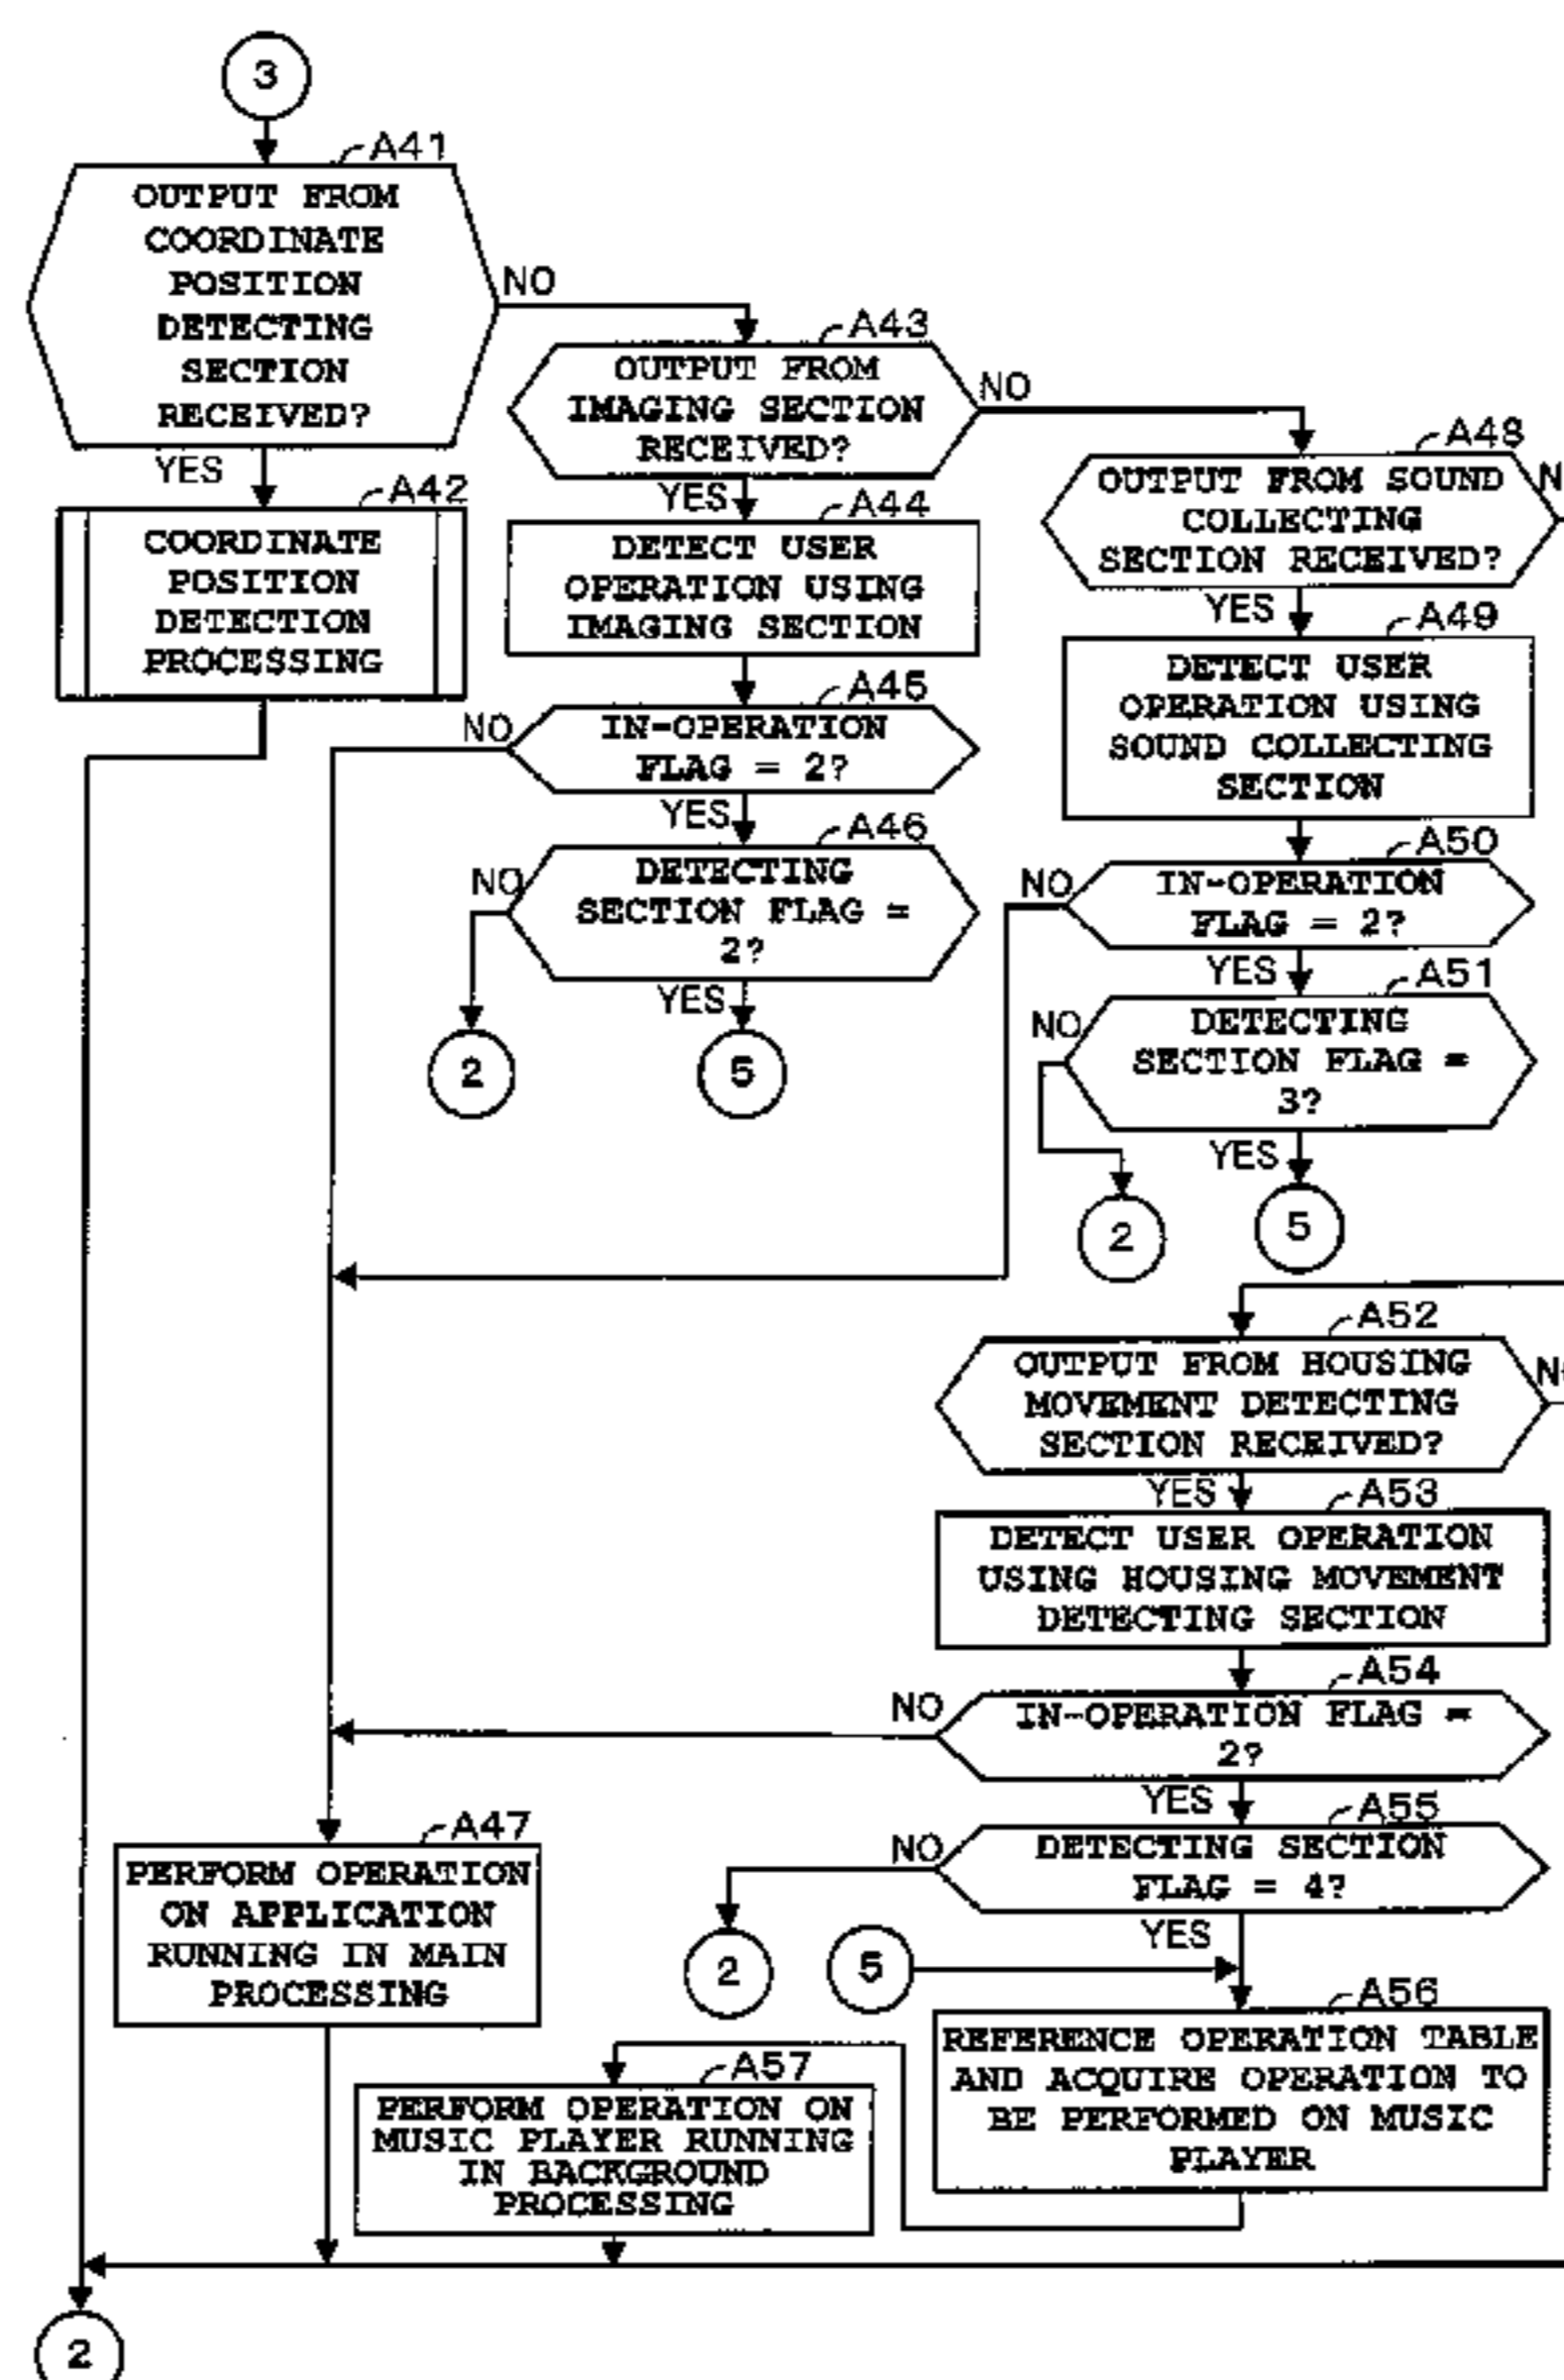 3
A41
OUTPUT FROM
COORDINATE
POSITION
DETECTING
SECTION
RECEIVED?
NO
YES
A42
COORDINATE
POSITION
DETECTION
PROCESSING
A43
OUTPUT FROM
IMAGING SECTION
RECEIVED?
NO
YES
A44
DETECT USER
OPERATION USING
IMAGING SECTION
A45
IN-OPERATION
FLAG = 2?
NO
YES
A46
DETECTING
SECTION FLAG =
2?
NO
YES
2
5
A48
OUTPUT FROM SOUND
COLLECTING
SECTION RECEIVED?
YES
A49
DETECT USER
OPERATION USING
SOUND COLLECTING
SECTION
A50
IN-OPERATION
FLAG = 2?
NO
YES
A51
DETECTING
SECTION FLAG =
3?
NO
YES
2
5
A52
OUTPUT FROM HOUSING
MOVEMENT DETECTING
SECTION RECEIVED?
YES
A53
DETECT USER OPERATION
USING HOUSING MOVEMENT
DETECTING SECTION
A54
IN-OPERATION FLAG =
2?
NO
YES
A55
DETECTING SECTION
FLAG = 4?
NO
YES
2
5
A47
PERFORM OPERATION
ON APPLICATION
RUNNING IN MAIN
PROCESSING
A56
REFERENCE OPERATION TABLE
AND ACQUIRE OPERATION TO
BE PERFORMED ON MUSIC
PLAYER
A57
PERFORM OPERATION ON
MUSIC PLAYER RUNNING
IN BACKGROUND
PROCESSING
2